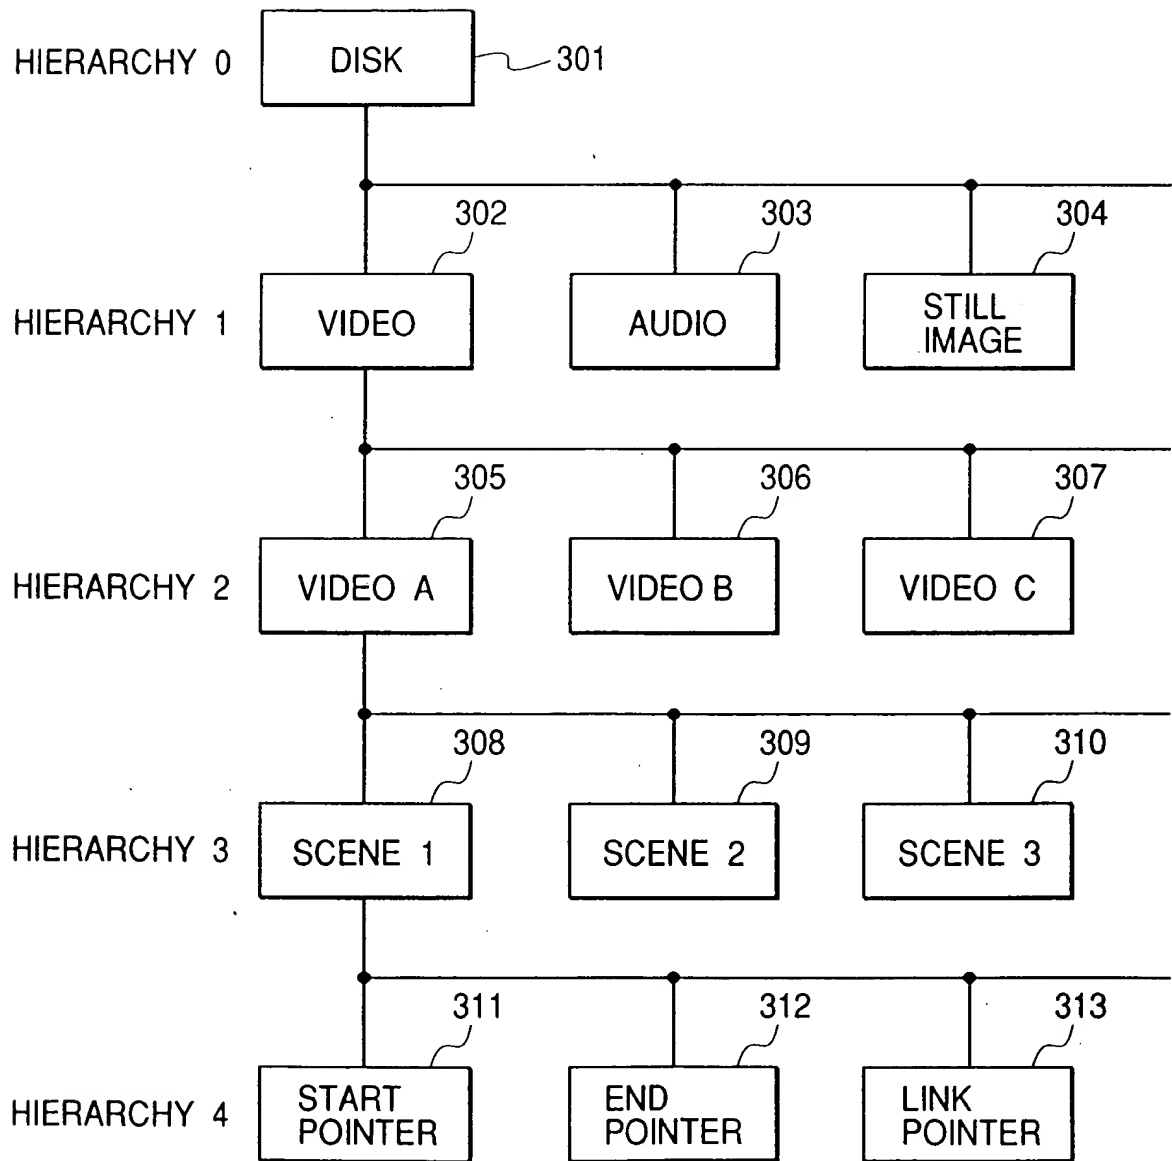 HIERARCHY 0
DISK
301
302
303
304
HIERARCHY 1
VIDEO
AUDIO
STILL
IMAGE
305
306
307
HIERARCHY 2
VIDEO A
VIDEO B
VIDEO C
308
309
310
HIERARCHY 3
SCENE 1
SCENE 2
SCENE 3
311
312
313
HIERARCHY 4
START
POINTER
END
POINTER
LINK
POINTER